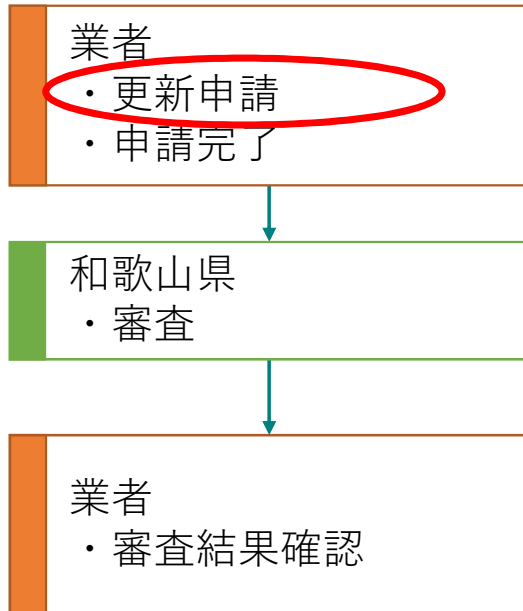 業者
・更新申請
・申請完了
和歌山県
・審査
業者
・審査結果確認